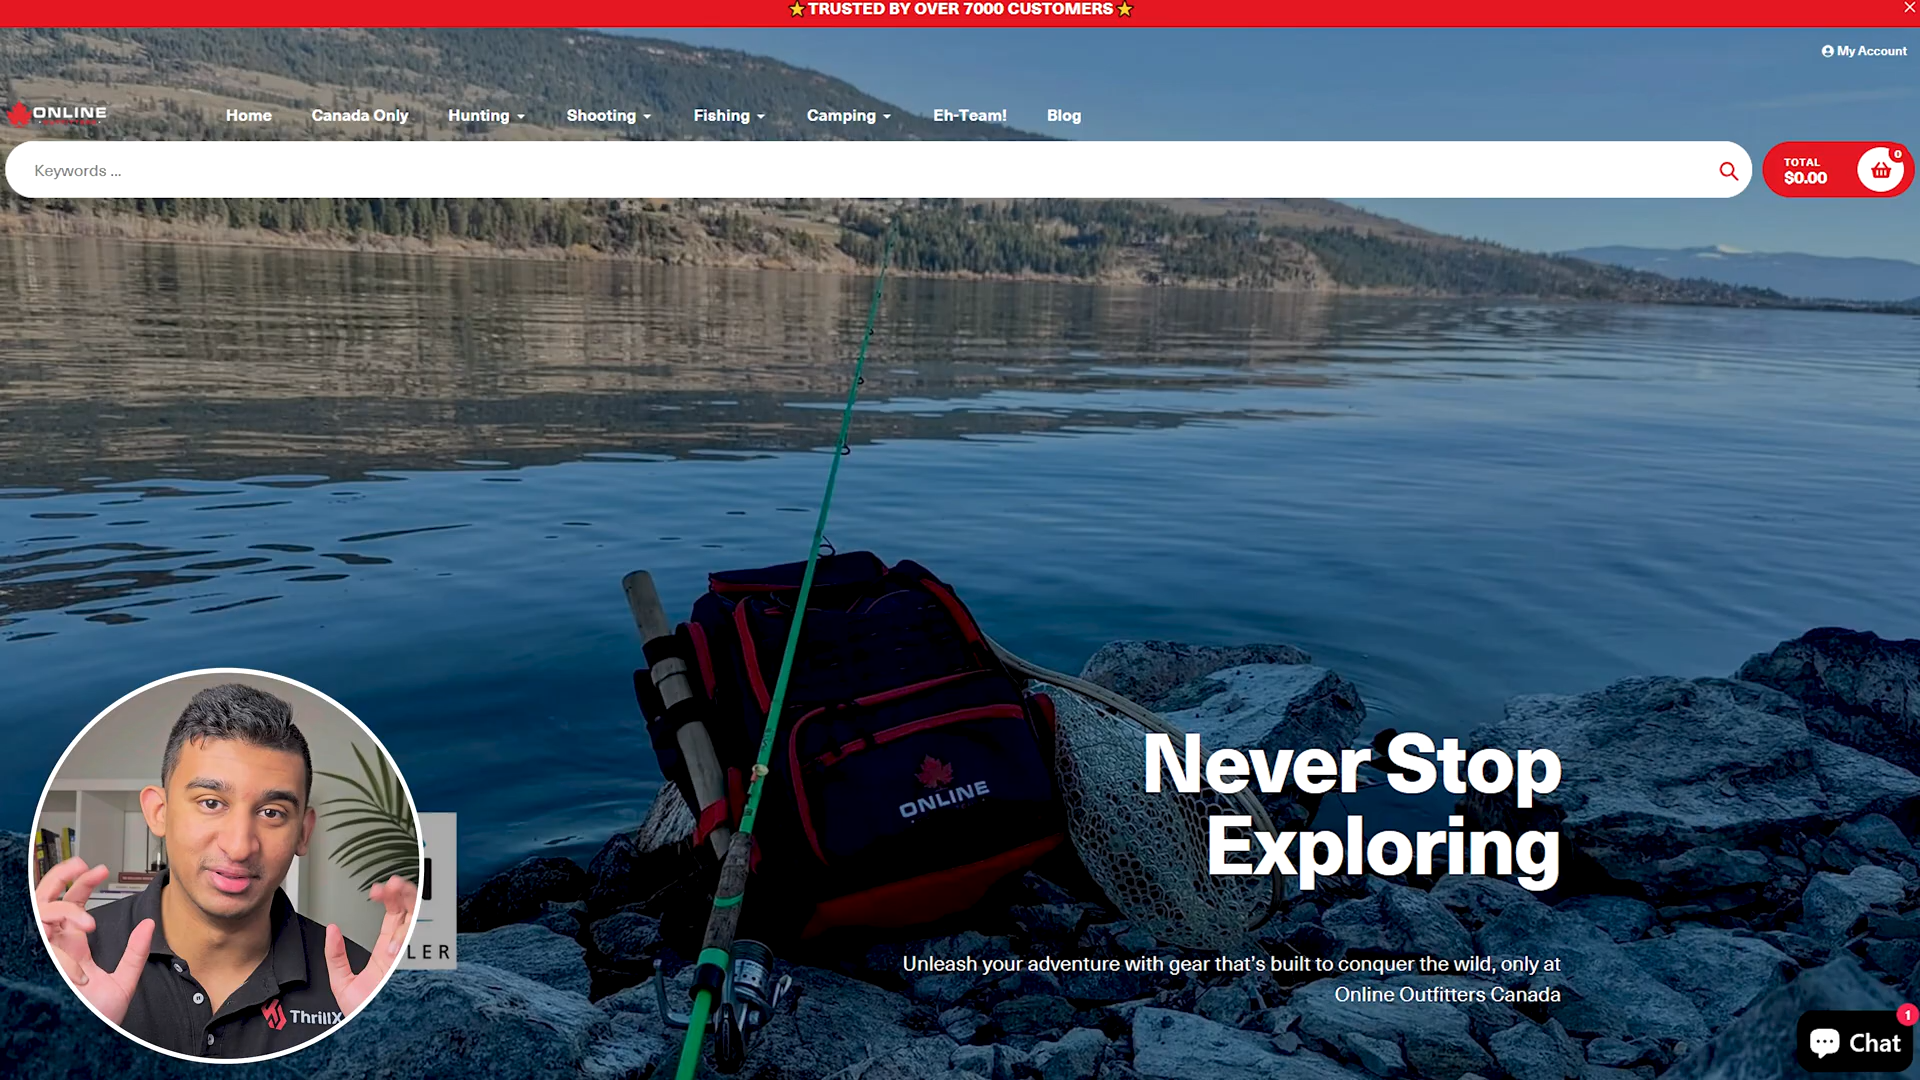 ⭐TRUSTED BY OVER 7000 CUSTOMERS⭐
My Account
ONLINE
Home
Canada Only
Hunting
Shooting
Fishing
Camping
Eh-Team!
Blog
Keywords ...
TOTAL
$0.00
0
ONLINE
Never Stop
Exploring
LER
ThrillX
Unleash your adventure with gear that’s built to conquer the wild, only at
Online Outfitters Canada
1
Chat